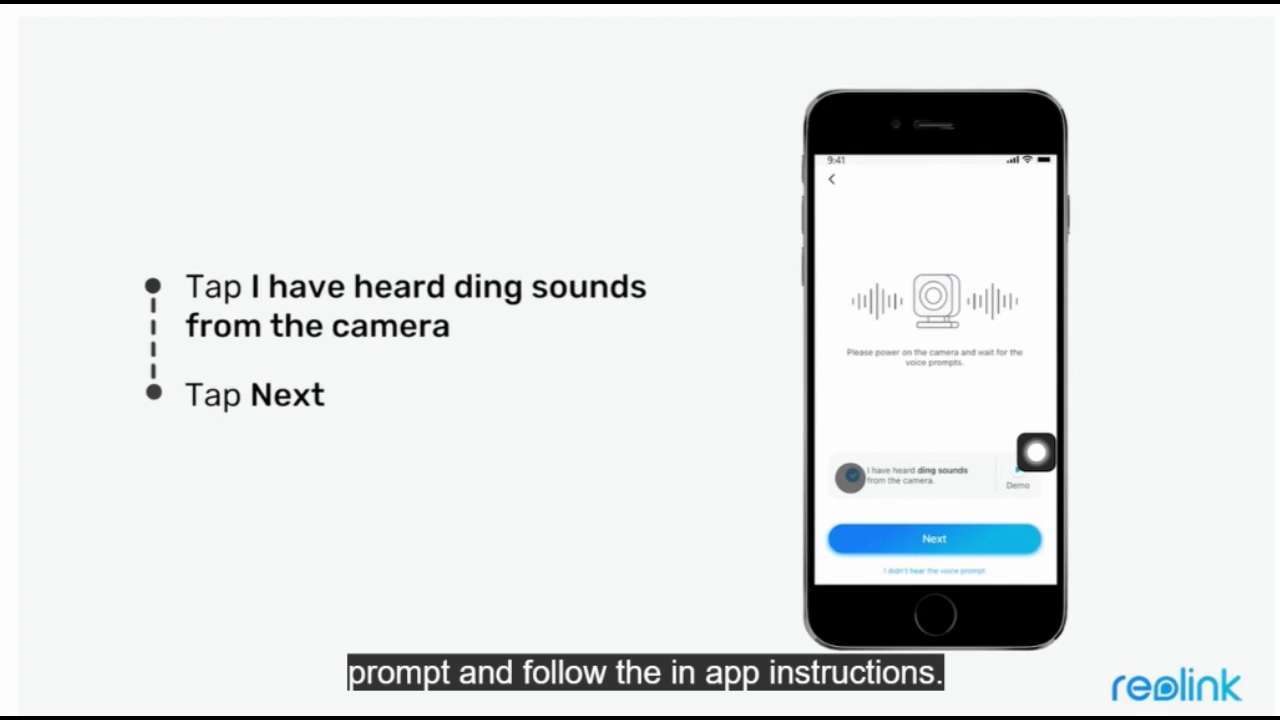 Tap I have heard ding sounds
from the camera
Tap Next
9:41
Please power on the camera and wait for the
voice prompts.
I have heard ding sounds
from the camera.
Demo
Next
I didn't hear the voice prompt
prompt and follow the in app instructions.
reolink